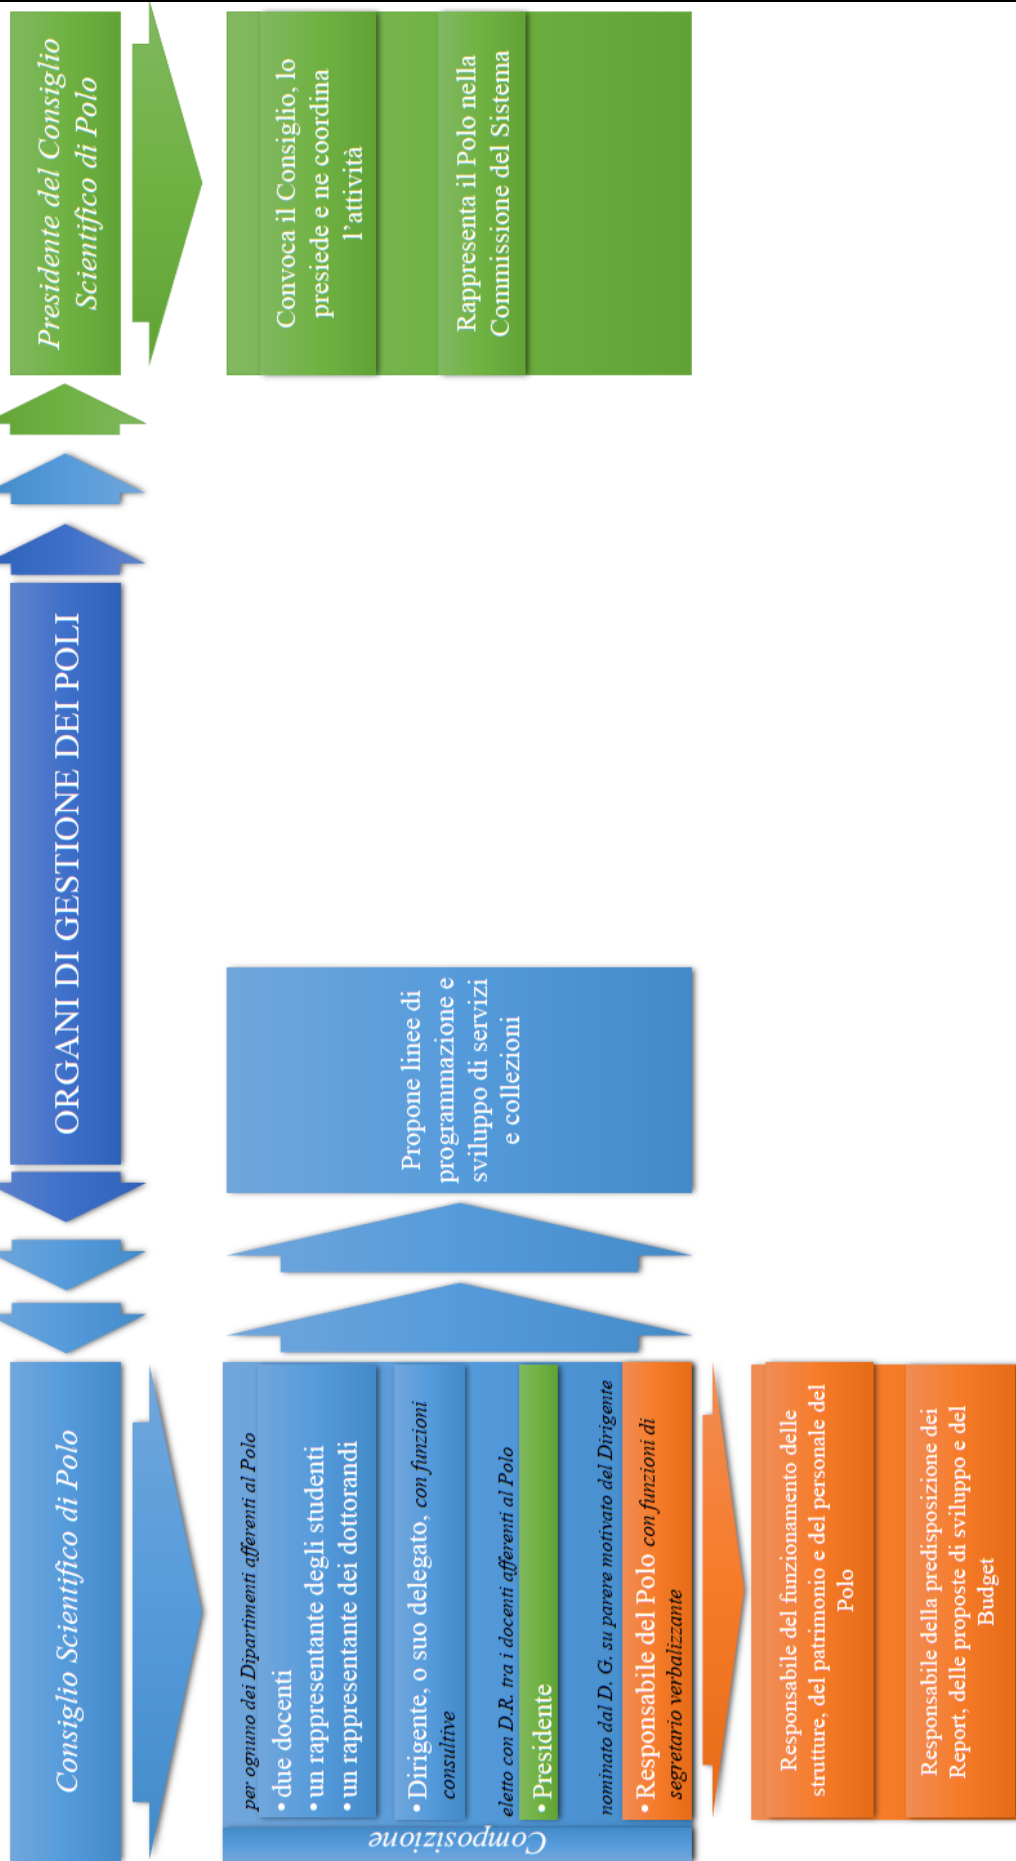 ORGANI DI GESTIONE DEI POLI
Consiglio Scientifico di Polo
Presidente del Consiglio
Scientifico di Polo
Composizione
per ognuno dei Dipartimenti afferenti al Polo
• due docenti
• un rappresentante degli studenti
• un rappresentante dei dottorandi
• Dirigente, o suo delegato, con funzioni
consultive
eletto con D.R. tra i docenti afferenti al Polo
• Presidente
nominato dal D. G. su parere motivato del Dirigente
• Responsabile del Polo con funzioni di
segretario verbalizzante
Propone linee di
programmazione e
sviluppo di servizi
e collezioni
Convoca il Consiglio, lo
presiede e ne coordina
l’attività
Rappresenta il Polo nella
Commissione del Sistema
Responsabile del funzionamento delle
strutture, del patrimonio e del personale del
Polo
Responsabile della predisposizione dei
Report, delle proposte di sviluppo e del
Budget